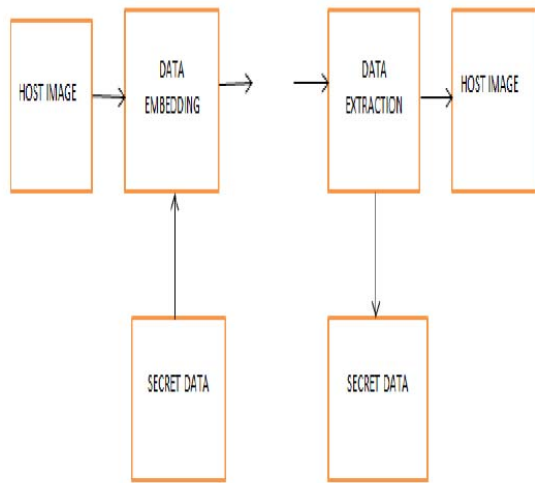 HOST IMAGE
DATA
EMBEDDING
DATA
EXTRACTION
HOST IMAGE
SECRET DATA
SECRET DATA